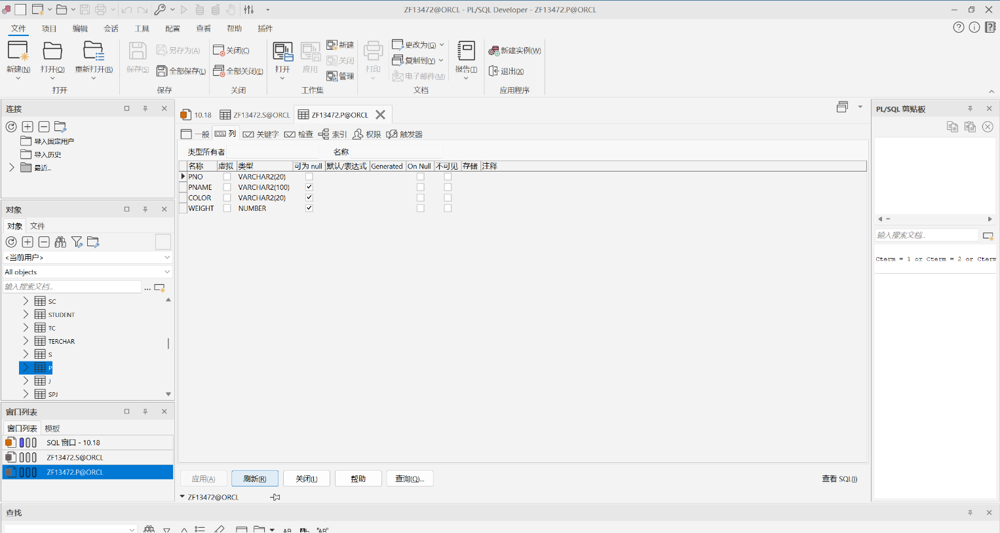 ZF13472@ORCL - PL/SQL Developer - ZF13472.P@ORCL
文件 项目 编辑 会话 工具 配置 查看 帮助 插件
新建(N) 打开(O) 重新打开(R) 保存(S) 另存为(A) 全部保存(L) 关闭(C) 全部关闭(E) 打开 应用 新建 关闭 管理 打印 更改为(G) 复制到(Y) 电子邮件(M) 报告(T) 新建实例(W) 退出(X)
打开 保存 关闭 工作集 文档 应用程序
连接
导入固定用户
导入历史
最近...
对象
对象 文件
<当前用户>
All objects
输入搜索文档... ...
SC
STUDENT
TC
TERCHAR
S
P
J
SPJ
窗口列表
窗口列表 模板
SQL 窗口 - 10.18
ZF13472.S@ORCL
ZF13472.P@ORCL
10.18 ZF13472.S@ORCL ZF13472.P@ORCL
一般 COL 列 关键字 检查 索引 权限 触发器
类型所有者 名称
名称 虚拟 类型 可为 null 默认/表达式 Generated On Null 不可见 存储 注释
PNO VARCHAR2(20)
PNAME VARCHAR2(100)
COLOR VARCHAR2(20)
WEIGHT NUMBER
应用(A) 刷新(R) 关闭(L) 帮助 查询(Q)... 查看 SQL(I)
ZF13472@ORCL
PL/SQL 剪贴板
输入搜索文档...
Cterm = 1 or Cterm = 2 or Cterm
查找
AB Ab "AB"